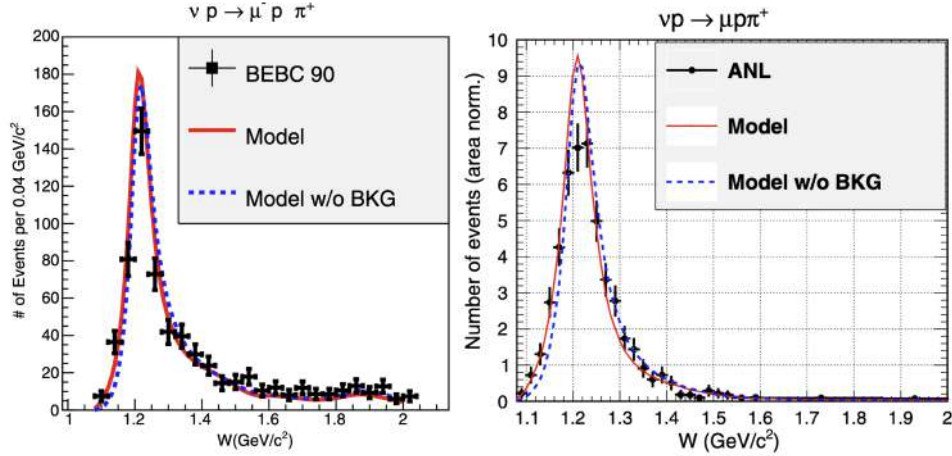 ν p → μ⁻ p π⁺
# of Events per 0.04 GeV/c²
200
180
160
140
120
100
80
60
40
20
0
BEBC 90
Model
Model w/o BKG
1 1.2 1.4 1.6 1.8 2
W(GeV/c²)
νp → μpπ⁺
Number of events (area norm.)
10
9
8
7
6
5
4
3
2
1
0
ANL
Model
Model w/o BKG
1.1 1.2 1.3 1.4 1.5 1.6 1.7 1.8 1.9 2
W (GeV/c²)